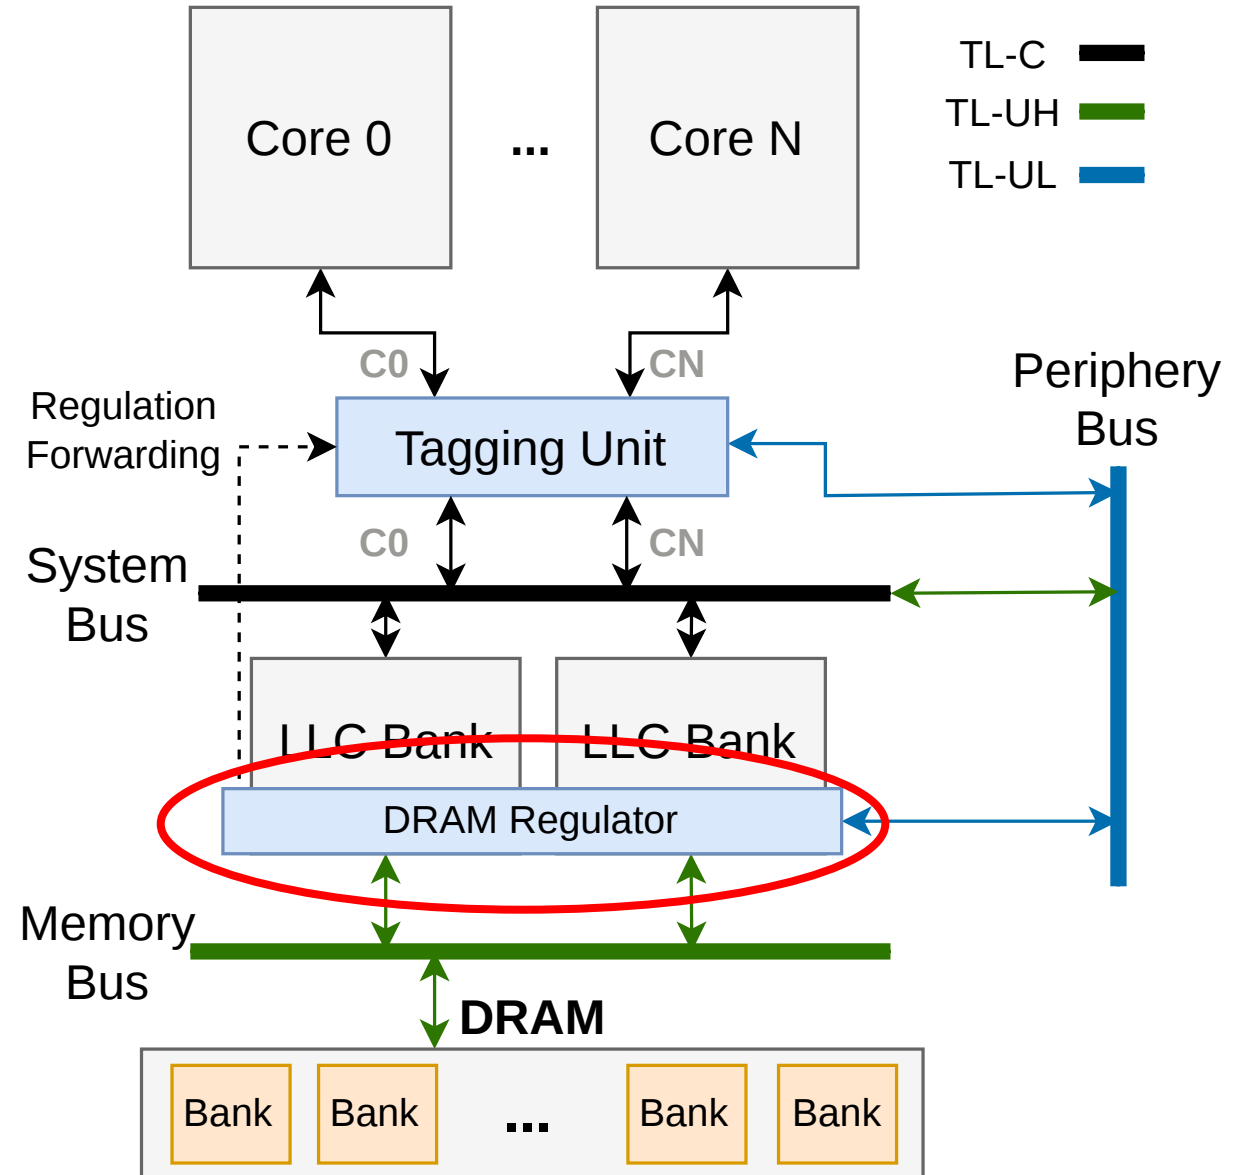 Core 0
...
Core N
TL-C
TL-UH
TL-UL
C0
CN
Periphery
Bus
Regulation
Forwarding
Tagging Unit
C0
CN
System
Bus
LLC Bank
LLC Bank
DRAM Regulator
Memory
Bus
DRAM
Bank
Bank
...
Bank
Bank